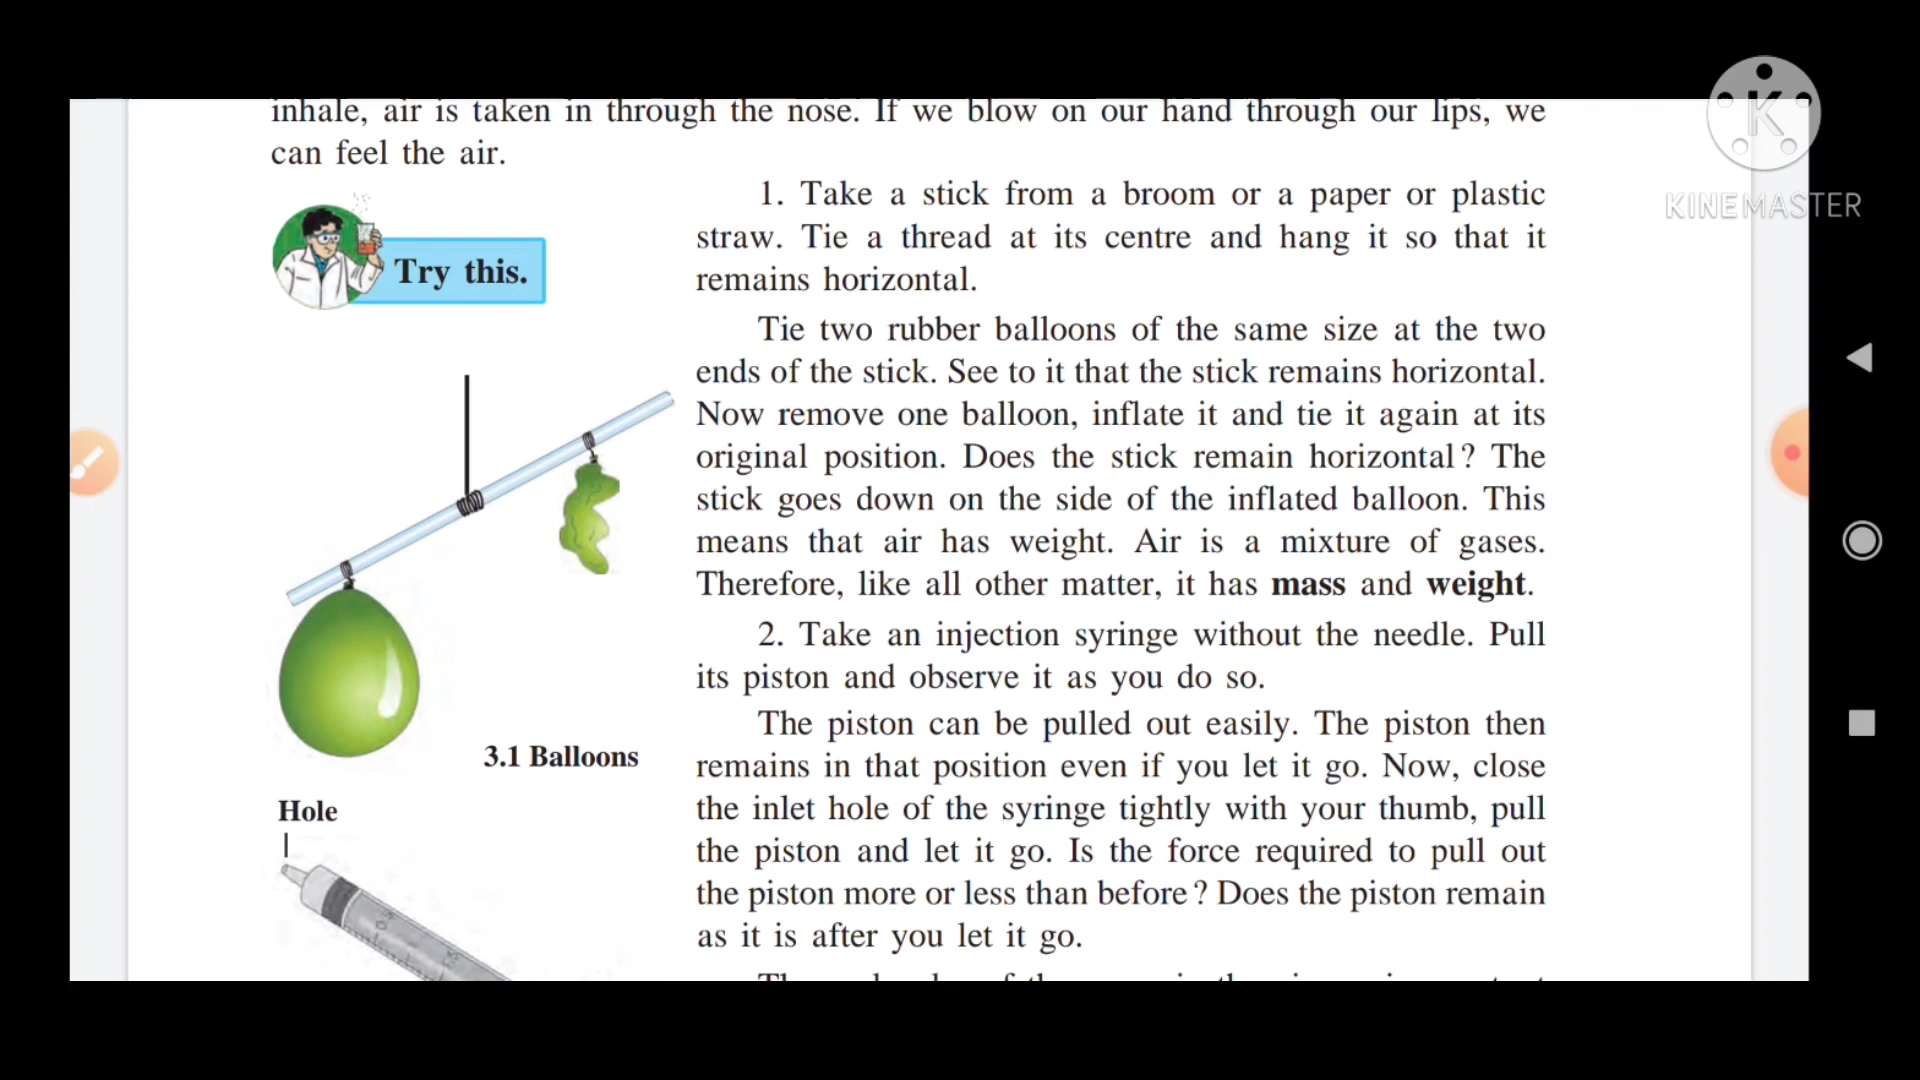 inhale, air is taken in through the nose. If we blow on our hand through our lips, we
can feel the air.
Try this.
1. Take a stick from a broom or a paper or plastic
straw. Tie a thread at its centre and hang it so that it
remains horizontal.
Tie two rubber balloons of the same size at the two
ends of the stick. See to it that the stick remains horizontal.
Now remove one balloon, inflate it and tie it again at its
original position. Does the stick remain horizontal? The
stick goes down on the side of the inflated balloon. This
means that air has weight. Air is a mixture of gases.
Therefore, like all other matter, it has mass and weight.
2. Take an injection syringe without the needle. Pull
its piston and observe it as you do so.
The piston can be pulled out easily. The piston then
remains in that position even if you let it go. Now, close
the inlet hole of the syringe tightly with your thumb, pull
the piston and let it go. Is the force required to pull out
the piston more or less than before? Does the piston remain
as it is after you let it go.
3.1 Balloons
Hole
K
KINEMASTER